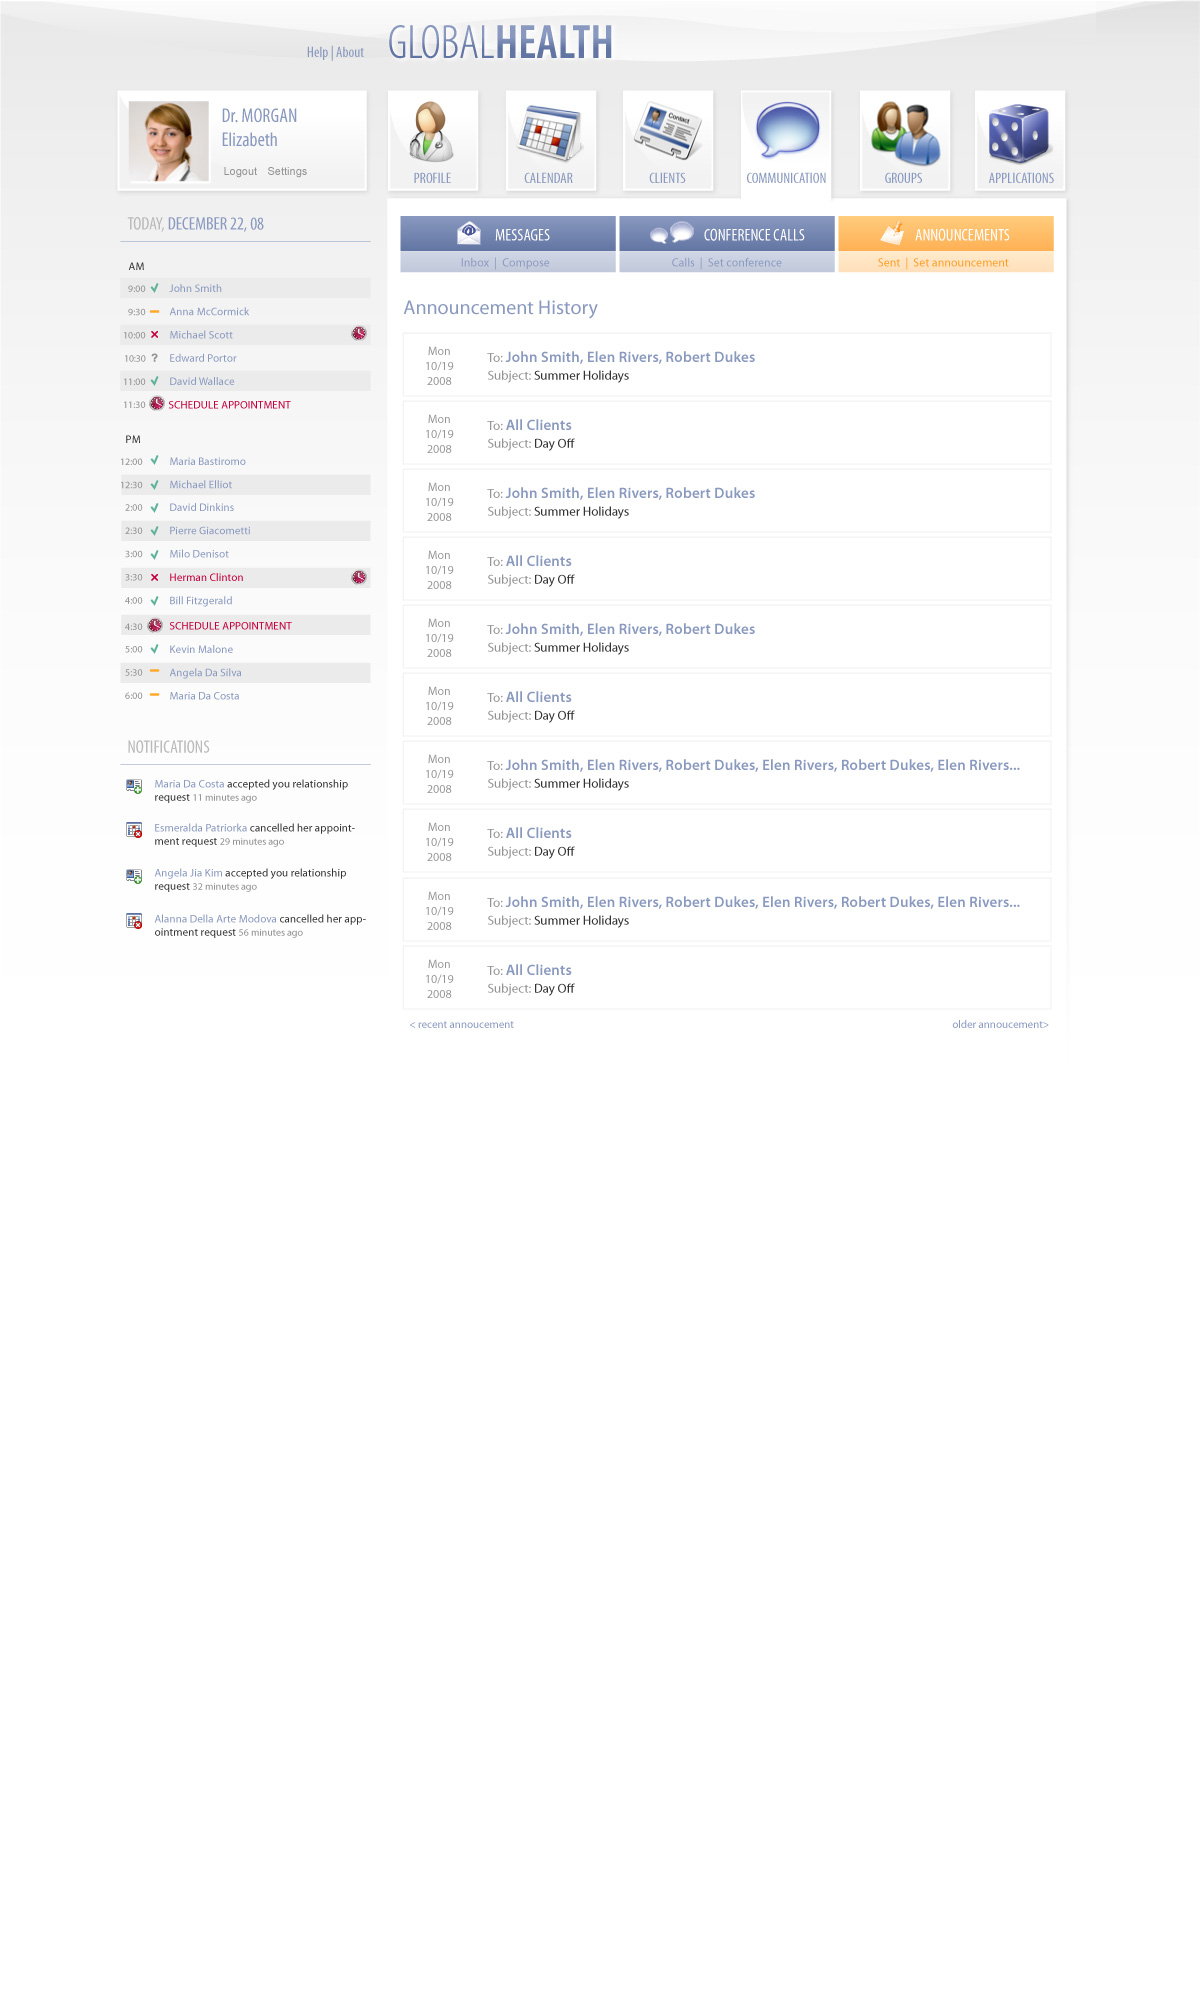 GLOBALHEALTH
Help | About
Dr. MORGAN
Elizabeth
Logout Settings
PROFILE
CALENDAR
Contact
CLIENTS
COMMUNICATION
GROUPS
APPLICATIONS
TODAY, DECEMBER 22, 08
AM
9:00 John Smith
9:30 Anna McCormick
10:00 Michael Scott
10:30 ? Edward Portor
11:00 David Wallace
11:30 SCHEDULE APPOINTMENT
PM
12:00 Maria Bastiromo
12:30 Michael Elliot
2:00 David Dinkins
2:30 Pierre Giacometti
3:00 Milo Denisot
3:30 Herman Clinton
4:00 Bill Fitzgerald
4:30 SCHEDULE APPOINTMENT
5:00 Kevin Malone
5:30 Angela Da Silva
6:00 Maria Da Costa
NOTIFICATIONS
Maria Da Costa accepted you relationship
request 11 minutes ago
Esmeralda Patriorka cancelled her appoint-
ment request 29 minutes ago
Angela Jia Kim accepted you relationship
request 32 minutes ago
Alanna Della Arte Modova cancelled her app-
ointment request 56 minutes ago
MESSAGES
Inbox | Compose
CONFERENCE CALLS
Calls | Set conference
ANNOUNCEMENTS
Sent | Set announcement
Announcement History
Mon
10/19
2008
To: John Smith, Elen Rivers, Robert Dukes
Subject: Summer Holidays
Mon
10/19
2008
To: All Clients
Subject: Day Off
Mon
10/19
2008
To: John Smith, Elen Rivers, Robert Dukes
Subject: Summer Holidays
Mon
10/19
2008
To: All Clients
Subject: Day Off
Mon
10/19
2008
To: John Smith, Elen Rivers, Robert Dukes
Subject: Summer Holidays
Mon
10/19
2008
To: All Clients
Subject: Day Off
Mon
10/19
2008
To: John Smith, Elen Rivers, Robert Dukes, Elen Rivers, Robert Dukes, Elen Rivers...
Subject: Summer Holidays
Mon
10/19
2008
To: All Clients
Subject: Day Off
Mon
10/19
2008
To: John Smith, Elen Rivers, Robert Dukes, Elen Rivers, Robert Dukes, Elen Rivers...
Subject: Summer Holidays
Mon
10/19
2008
To: All Clients
Subject: Day Off
< recent annoucement
older annoucement>